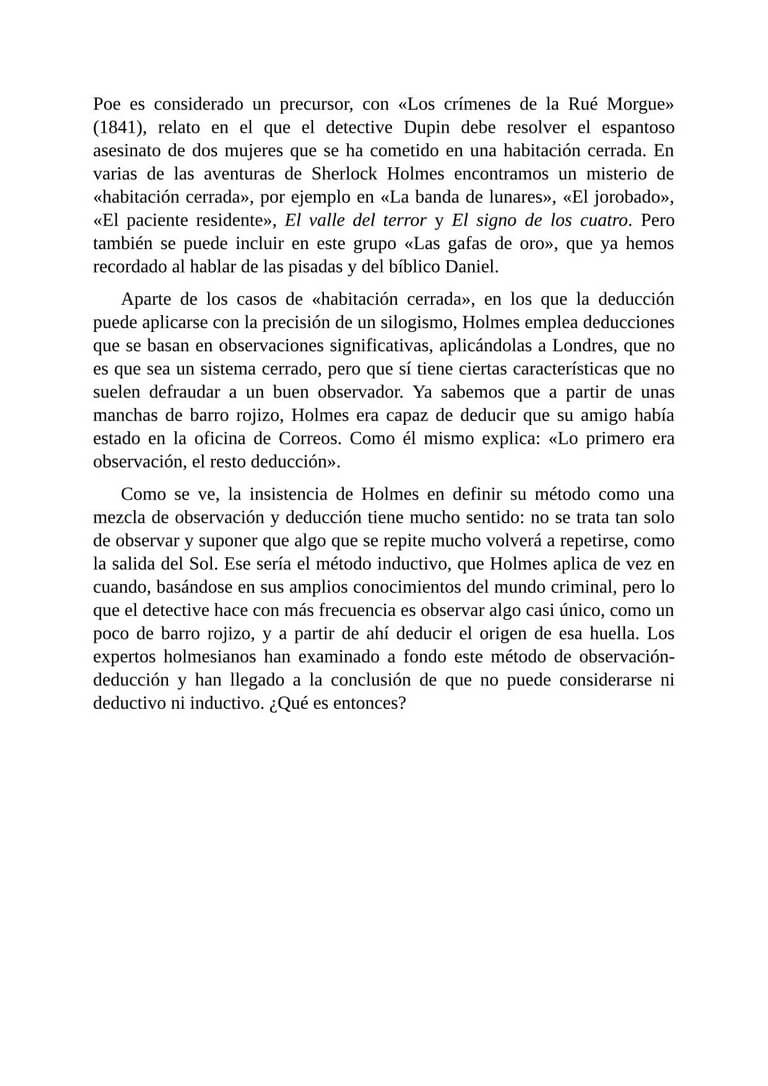 Poe es considerado un precursor, con «Los crímenes de la Rué Morgue»
(1841), relato en el que el detective Dupin debe resolver el espantoso
asesinato de dos mujeres que se ha cometido en una habitación cerrada. En
varias de las aventuras de Sherlock Holmes encontramos un misterio de
«habitación cerrada», por ejemplo en «La banda de lunares», «El jorobado»,
«El paciente residente», El valle del terror y El signo de los cuatro. Pero
también se puede incluir en este grupo «Las gafas de oro», que ya hemos
recordado al hablar de las pisadas y del bíblico Daniel.
Aparte de los casos de «habitación cerrada», en los que la deducción
puede aplicarse con la precisión de un silogismo, Holmes emplea deducciones
que se basan en observaciones significativas, aplicándolas a Londres, que no
es que sea un sistema cerrado, pero que sí tiene ciertas características que no
suelen defraudar a un buen observador. Ya sabemos que a partir de unas
manchas de barro rojizo, Holmes era capaz de deducir que su amigo había
estado en la oficina de Correos. Como él mismo explica: «Lo primero era
observación, el resto deducción».
Como se ve, la insistencia de Holmes en definir su método como una
mezcla de observación y deducción tiene mucho sentido: no se trata tan solo
de observar y suponer que algo que se repite mucho volverá a repetirse, como
la salida del Sol. Ese sería el método inductivo, que Holmes aplica de vez en
cuando, basándose en sus amplios conocimientos del mundo criminal, pero lo
que el detective hace con más frecuencia es observar algo casi único, como un
poco de barro rojizo, y a partir de ahí deducir el origen de esa huella. Los
expertos holmesianos han examinado a fondo este método de observación-
deducción y han llegado a la conclusión de que no puede considerarse ni
deductivo ni inductivo. ¿Qué es entonces?